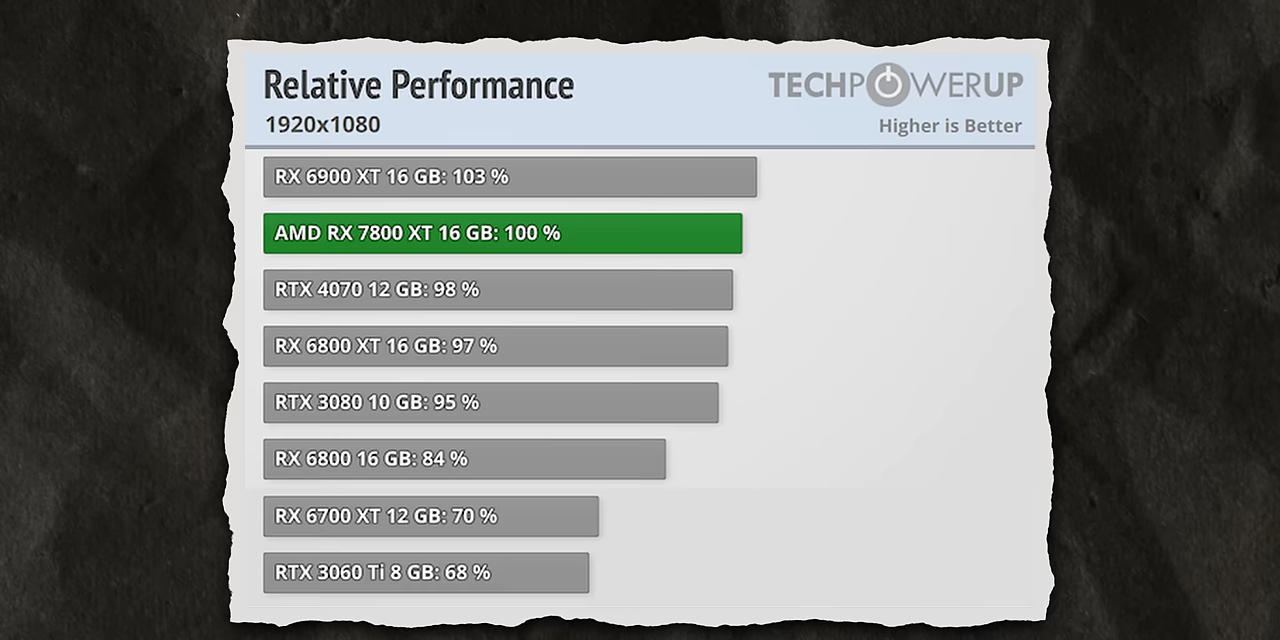 Relative Performance
TECHPOWERUP
1920x1080
Higher is Better
RX 6900 XT 16 GB: 103 %
AMD RX 7800 XT 16 GB: 100 %
RTX 4070 12 GB: 98 %
RX 6800 XT 16 GB: 97 %
RTX 3080 10 GB: 95 %
RX 6800 16 GB: 84 %
RX 6700 XT 12 GB: 70 %
RTX 3060 Ti 8 GB: 68 %